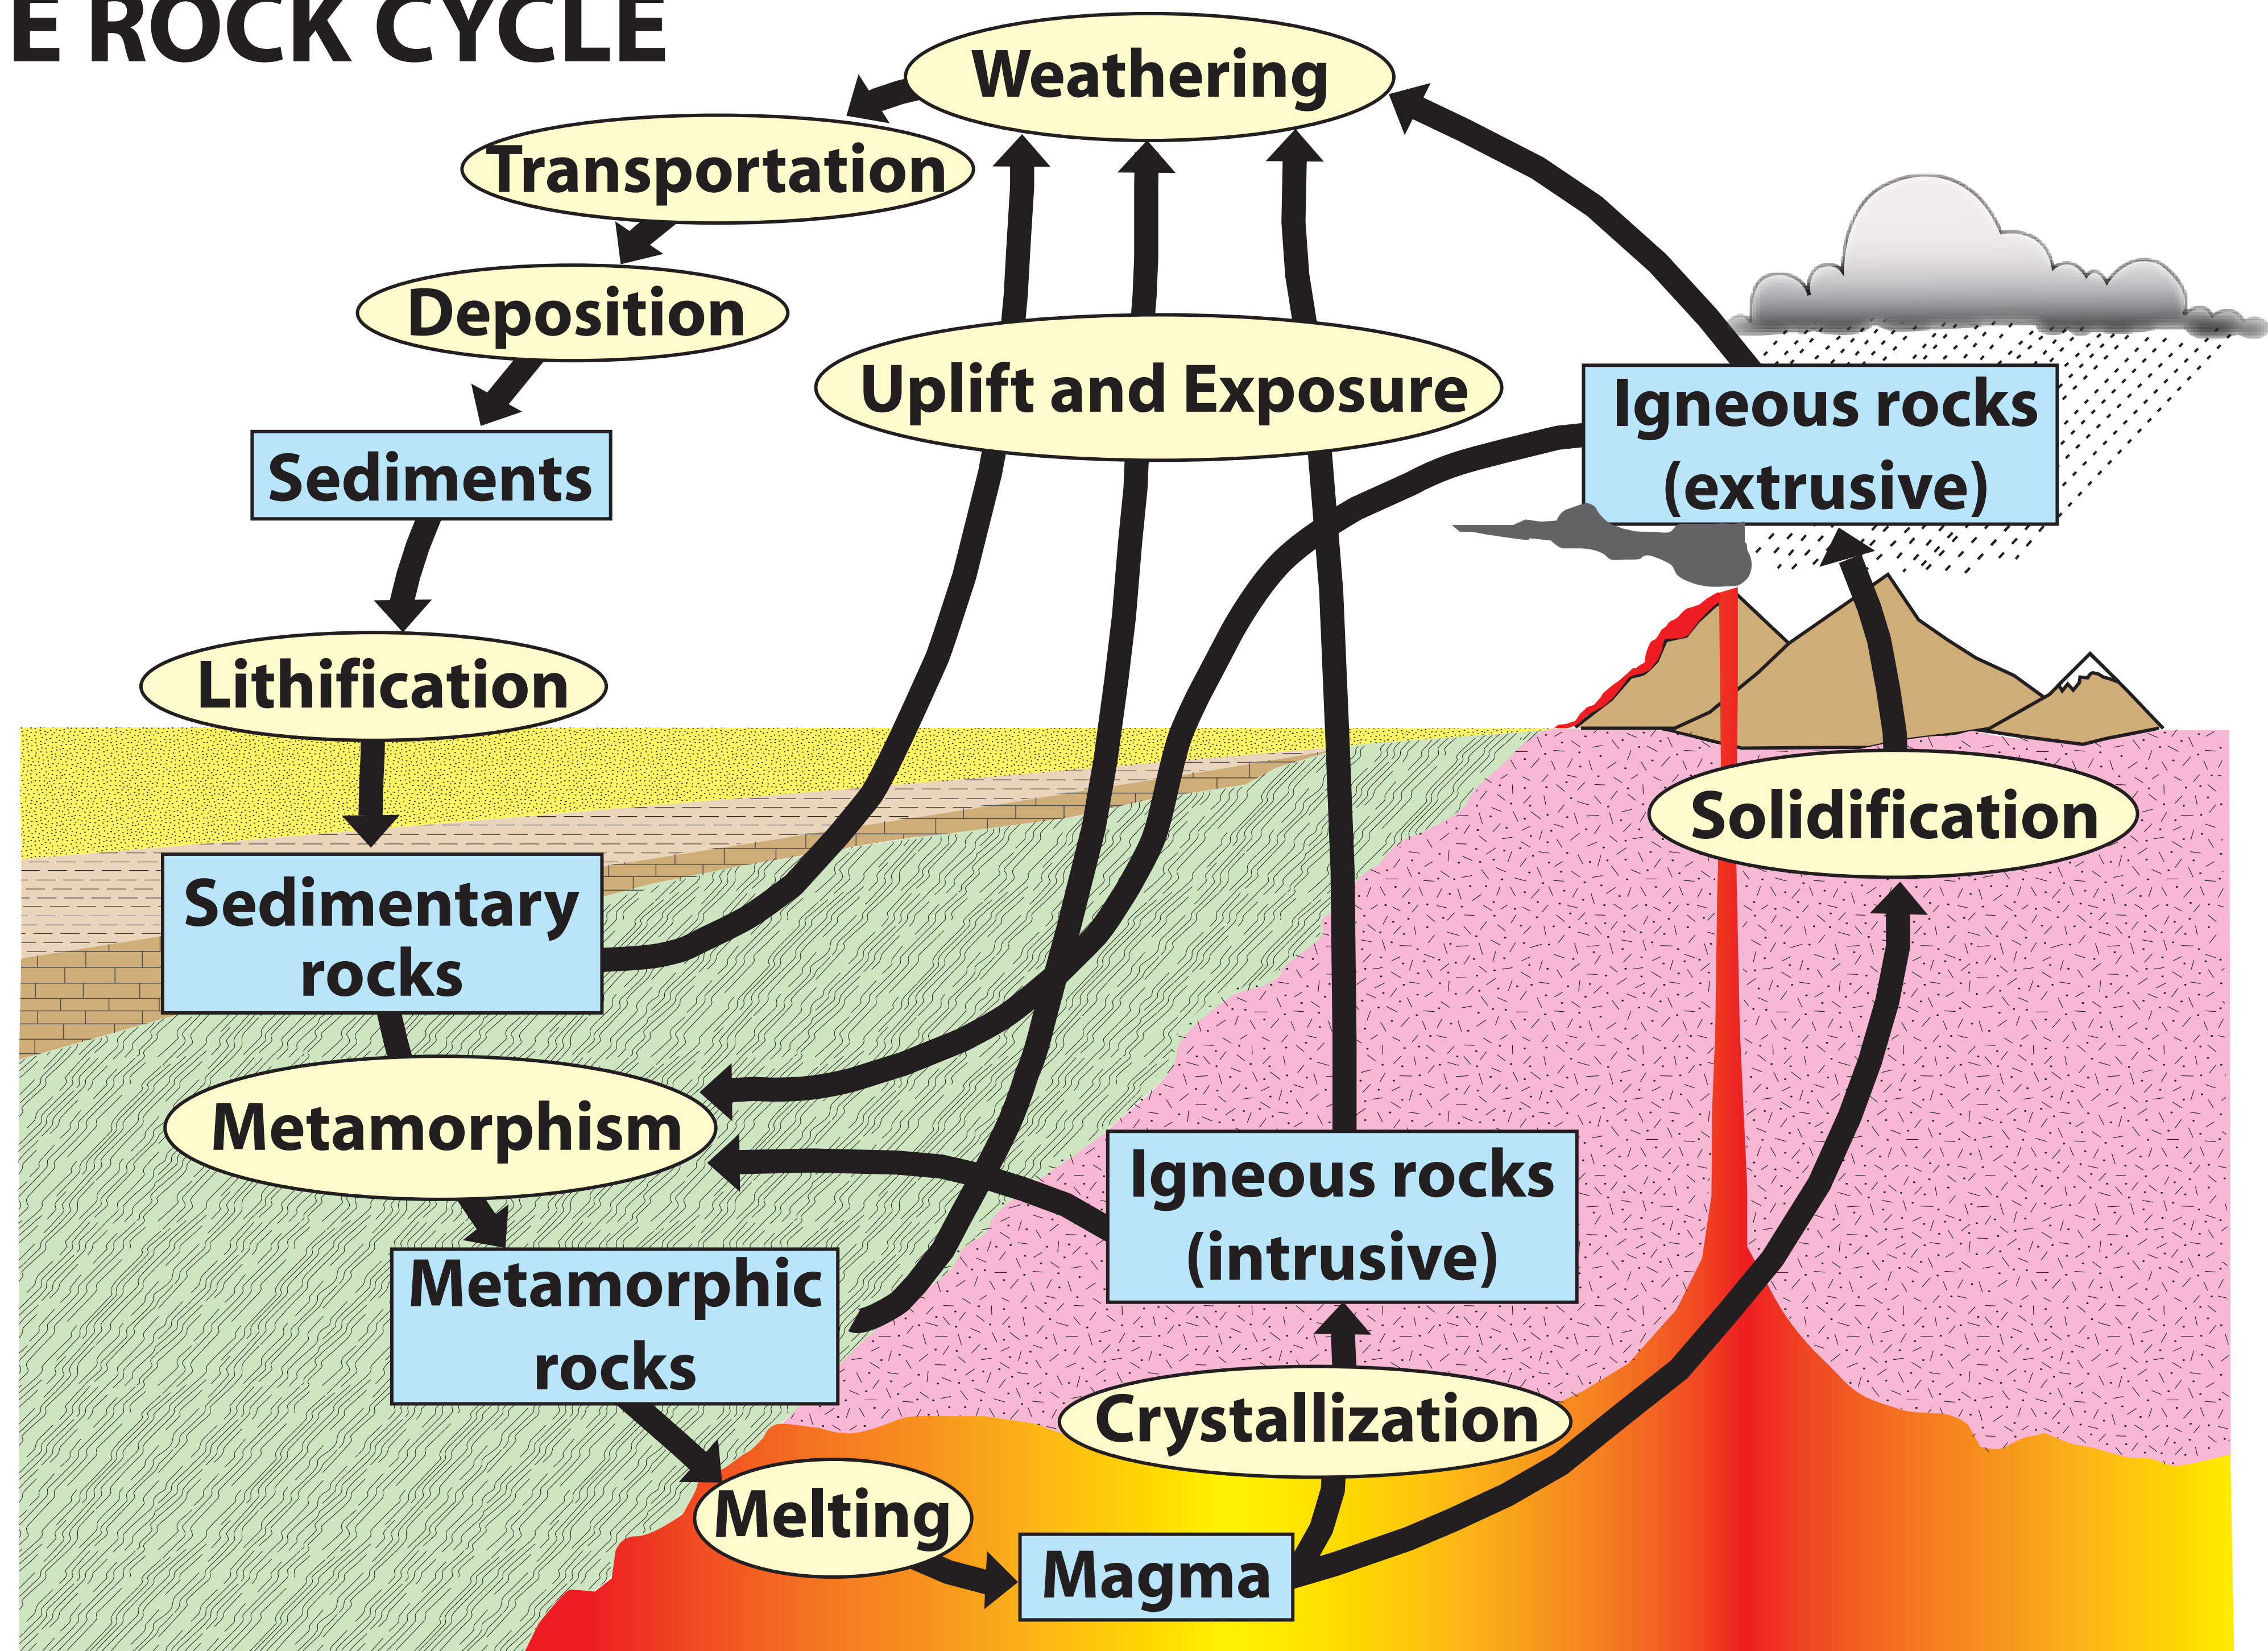 E ROCK CYCLE
Weathering
Transportation
Deposition
Uplift and Exposure
Igneous rocks
(extrusive)
Sediments
Lithification
Solidification
Sedimentary
rocks
Metamorphism
Igneous rocks
(intrusive)
Metamorphic
rocks
Crystallization
Melting
Magma